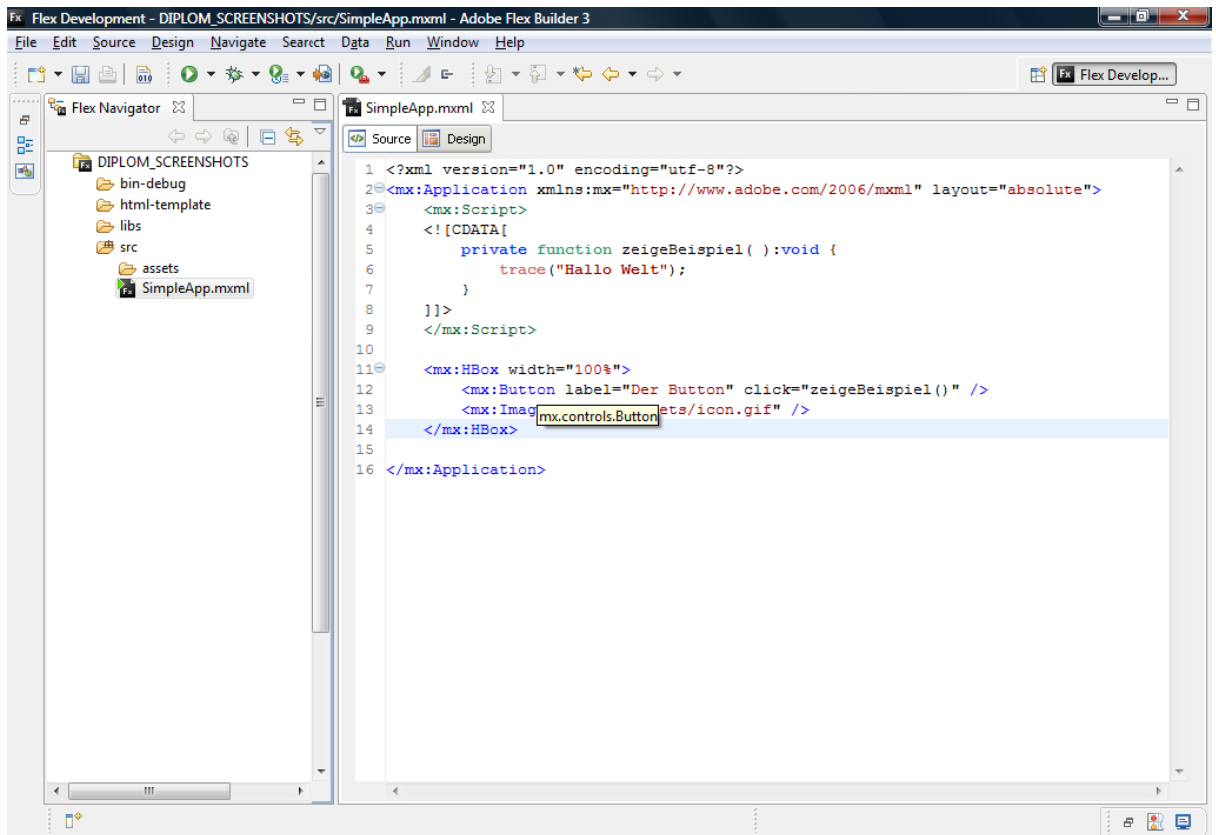 Flex Development - DIPLOM_SCREENSHOTS/src/SimpleApp.mxml - Adobe Flex Builder 3
File Edit Source Design Navigate Searct Data Run Window Help
Flex Develop...
Flex Navigator
DIPLOM_SCREENSHOTS
bin-debug
html-template
libs
src
assets
SimpleApp.mxml
SimpleApp.mxml
Source Design
1 <?xml version="1.0" encoding="utf-8"?>
2 <mx:Application xmlns:mx="http://www.adobe.com/2006/mxml" layout="absolute">
3 <mx:Script>
4 <![CDATA[
5 private function zeigeBeispiel( ):void {
6 trace("Hallo Welt");
7 }
8 ]]>
9 </mx:Script>
10
11 <mx:HBox width="100%">
12 <mx:Button label="Der Button" click="zeigeBeispiel()" />
13 <mx:Imag ets/icon.gif" />
mx.controls.Button
14 </mx:HBox>
15
16 </mx:Application>